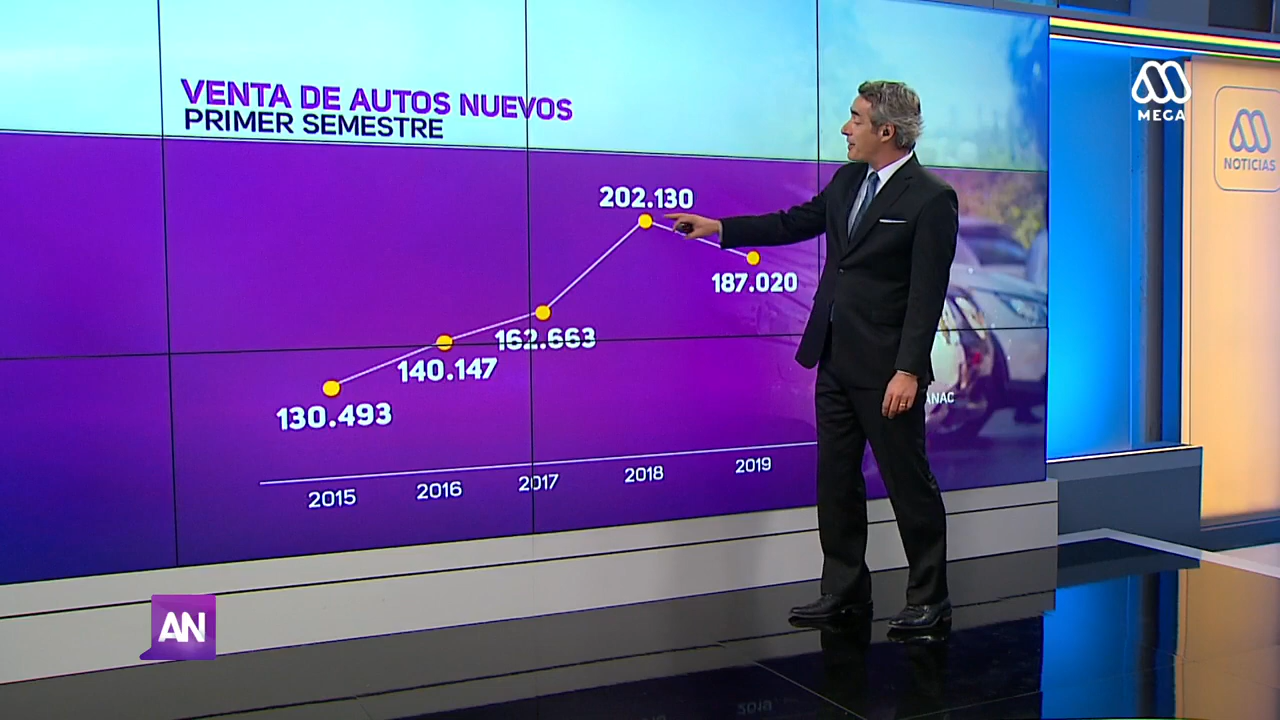 VENTA DE AUTOS NUEVOS
PRIMER SEMESTRE
MEGA
NOTICIAS
202.130
187.020
162.663
140.147
130.493
ANAC
2015 2016 2017 2018 2019
AN